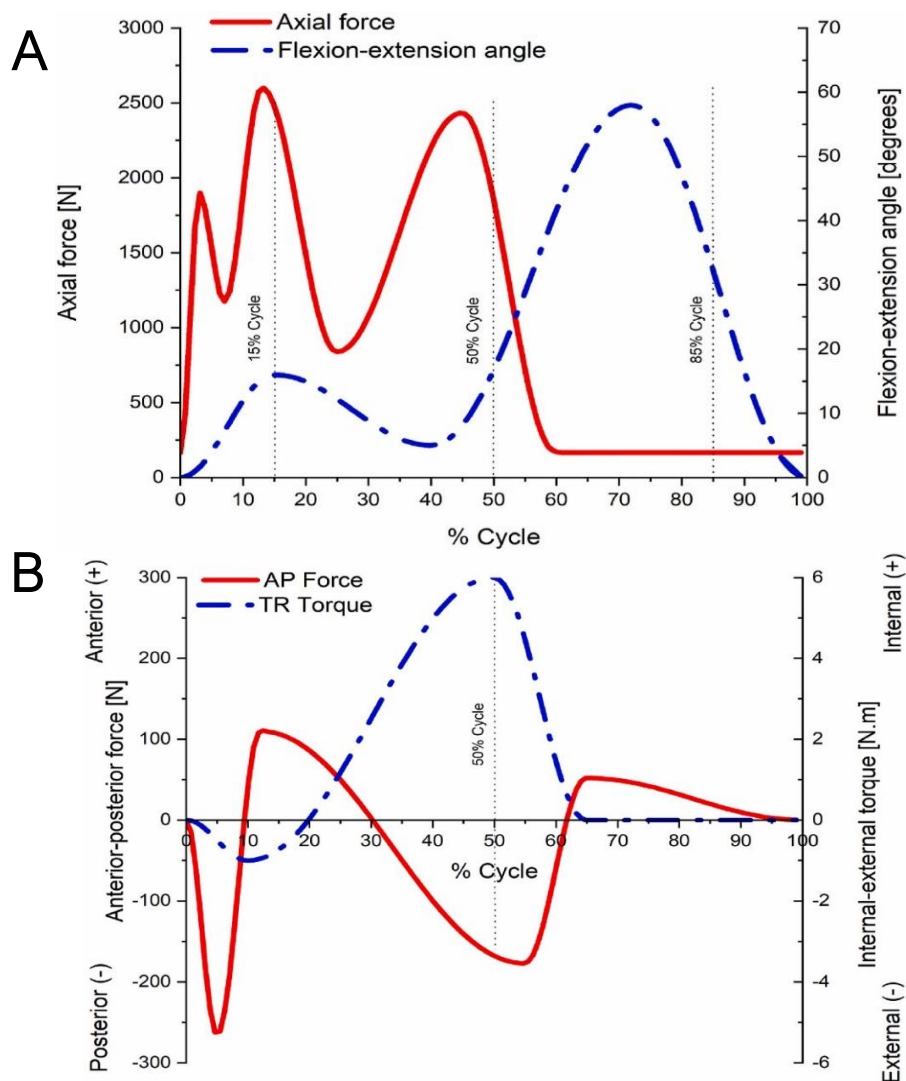 A
Axial force
Flexion-extension angle
3000
2500
2000
1500
1000
500
0
Axial force [N]
70
60
50
40
30
20
10
0
Flexion-extension angle [degrees]
15% Cycle
50% Cycle
85% Cycle
0 10 20 30 40 50 60 70 80 90 100
% Cycle
B
AP Force
TR Torque
Anterior (+)
Anterior-posterior force [N]
Posterior (-)
300
200
100
0
-100
-200
-300
50% Cycle
0 10 20 30 40 50 60 70 80 90 100
% Cycle
6
4
2
0
-2
-4
-6
Internal (+)
Internal-external torque [N.m]
External (-)